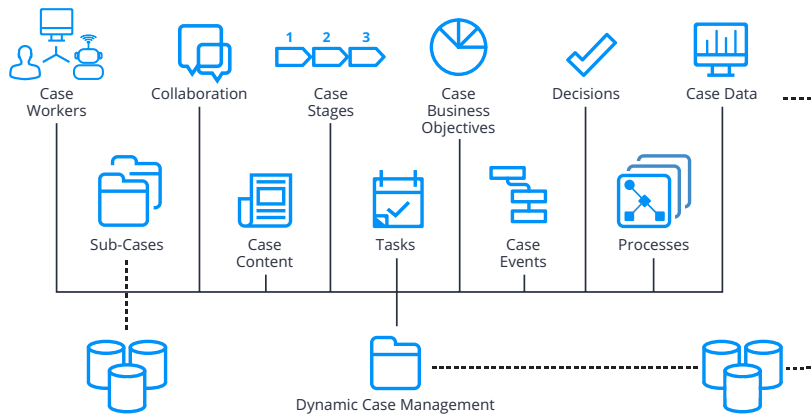 1 2 3
Case
Workers
Collaboration
Case
Stages
Case
Business
Objectives
Decisions
Case Data
Sub-Cases
Case
Content
Tasks
Case
Events
Processes
Dynamic Case Management